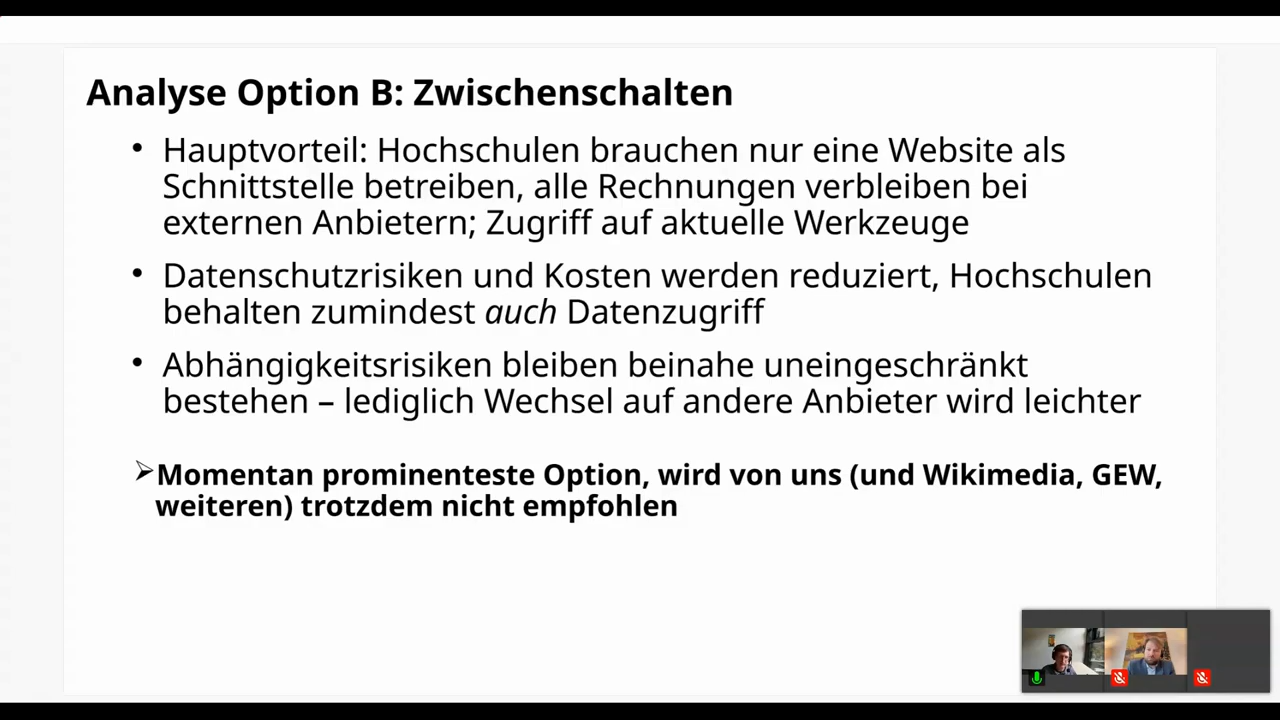 Analyse Option B: Zwischenschalten
• Hauptvorteil: Hochschulen brauchen nur eine Website als
Schnittstelle betreiben, alle Rechnungen verbleiben bei
externen Anbietern; Zugriff auf aktuelle Werkzeuge
• Datenschutzrisiken und Kosten werden reduziert, Hochschulen
behalten zumindest auch Datenzugriff
• Abhängigkeitsrisiken bleiben beinahe uneingeschränkt
bestehen – lediglich Wechsel auf andere Anbieter wird leichter
➢Momentan prominenteste Option, wird von uns (und Wikimedia, GEW,
weiteren) trotzdem nicht empfohlen